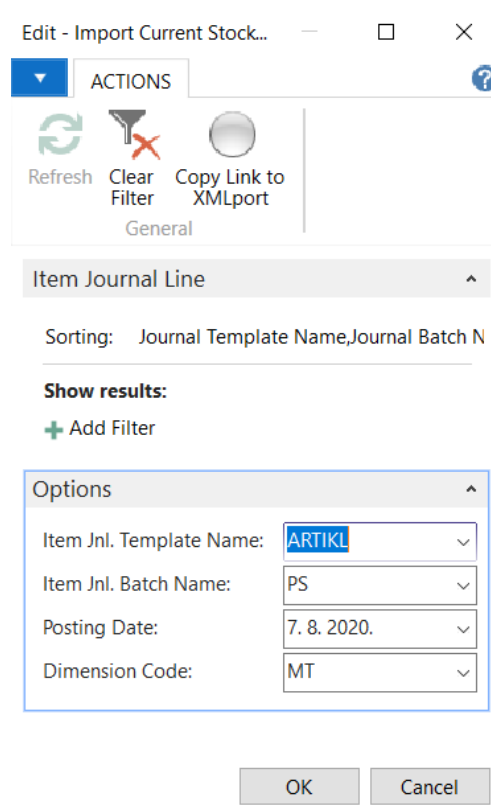 Edit - Import Current Stock...
ACTIONS
?
Refresh
Clear Filter
Copy Link to XMLport
General
Item Journal Line
Sorting: Journal Template Name,Journal Batch N
Show results:
Add Filter
Options
Item Jnl. Template Name: ARTIKL
Item Jnl. Batch Name: PS
Posting Date: 7. 8. 2020.
Dimension Code: MT
OK Cancel